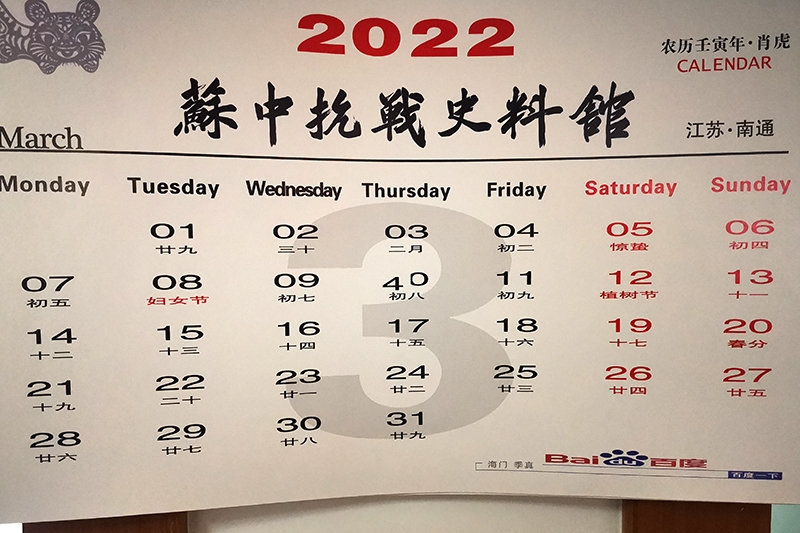 2022
农历壬寅年·肖虎
CALENDAR
蘇中抗戰史料館
江苏·南通
March
Monday Tuesday Wednesday Thursday Friday Saturday Sunday
3
01 02 03 04 05 06
廿九 三十 二月 初二 惊蛰 初四
07 08 09 40 11 12 13
初五 妇女节 初七 初八 初九 植树节 十一
14 15 16 17 18 19 20
十二 十三 十四 十五 十六 十七 春分
21 22 23 24 25 26 27
十九 二十 廿一 廿二 廿三 廿四 廿五
28 29 30 31
廿六 廿七 廿八 廿九
海门 季真 Baidu百度
百度一下